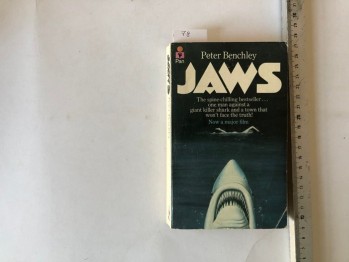 Pan
Peter Benchley
JAWS
The spine-chilling bestseller...
one man against a
giant killer shark and a town that
won't face the truth!
Now a major film